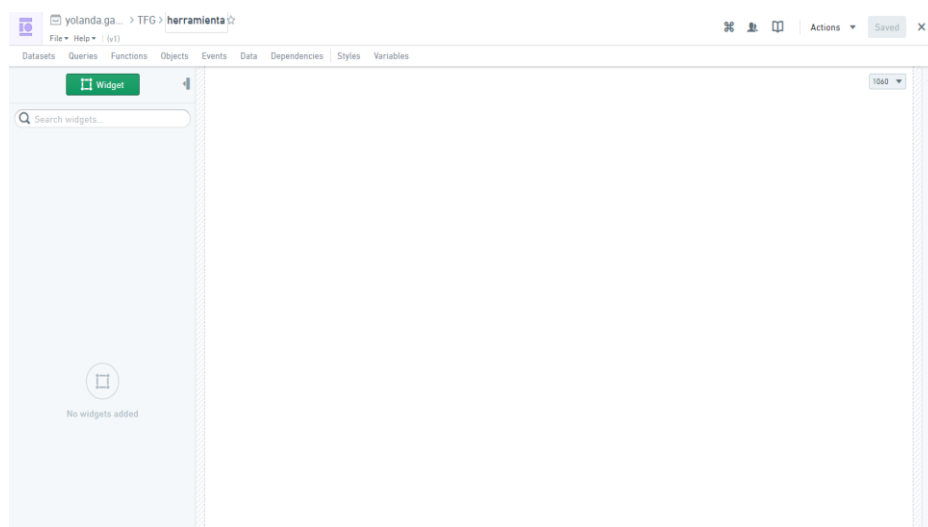 yolanda.ga... > TFG > herramienta
File Help (v1)
Actions
Saved
Datasets Queries Functions Objects Events Data Dependencies Styles Variables
Widget
1060
Search widgets...
No widgets added